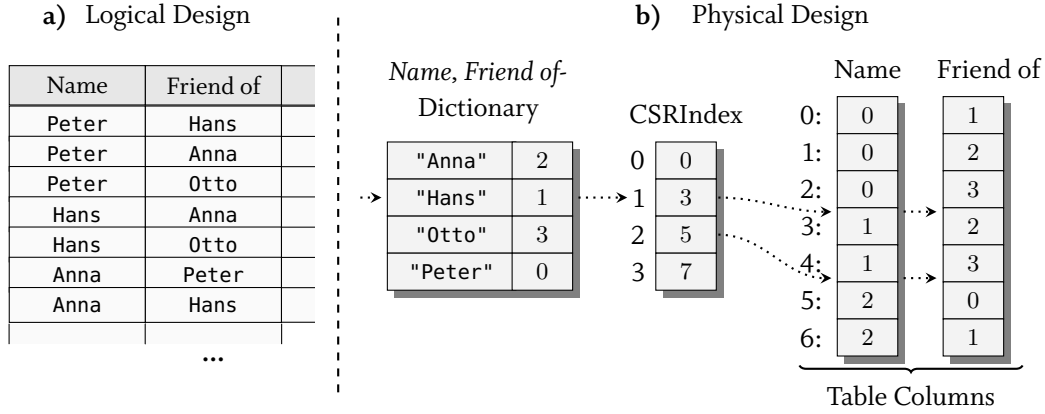 a) Logical Design
Name Friend of
Peter Hans
Peter Anna
Peter Otto
Hans Anna
Hans Otto
Anna Peter
Anna Hans
...
b) Physical Design
Name, Friend of-
Dictionary
"Anna" 2
"Hans" 1
"Otto" 3
"Peter" 0
CSRIndex
0 0
1 3
2 5
3 7
Name Friend of
0: 0 1
1: 0 2
2: 0 3
3: 1 2
4: 1 3
5: 2 0
6: 2 1
Table Columns